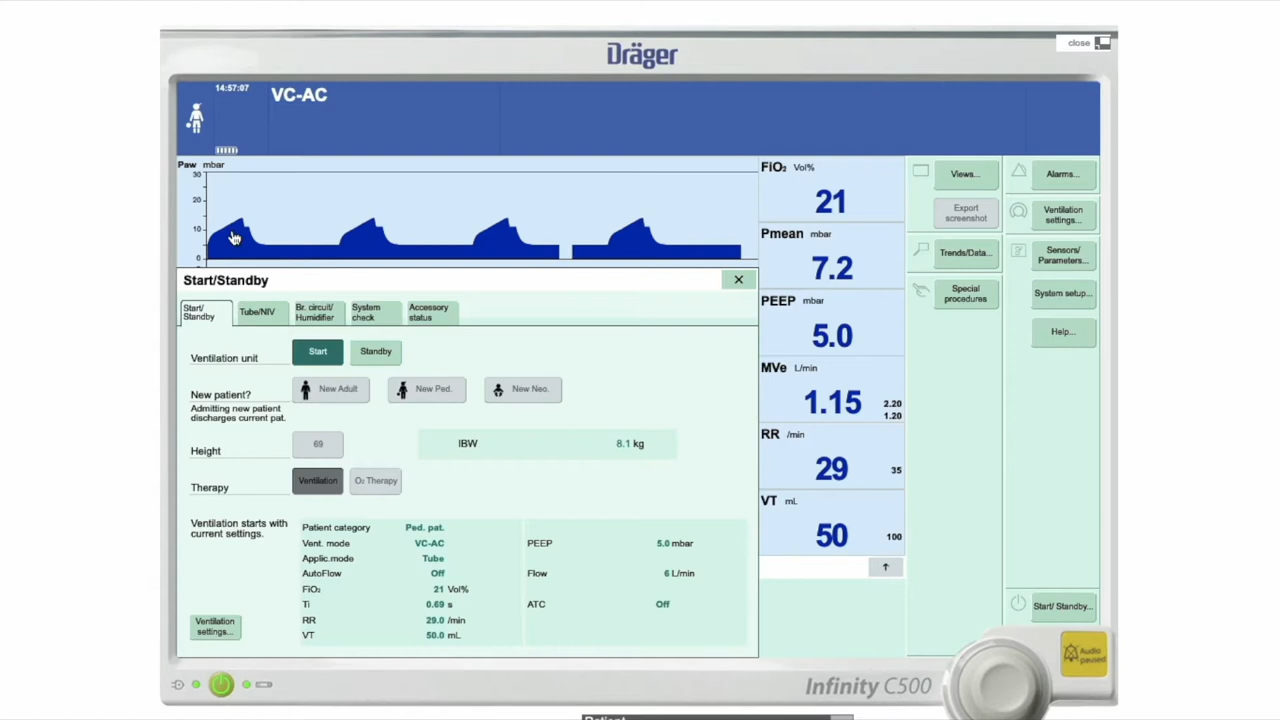 close
Dräger
14:57:07
VC-AC
Paw mbar
30
20
10
0
FiO₂ Vol%
21
Pmean mbar
7.2
PEEP mbar
5.0
MVe L/min
1.15
2.20
1.20
RR /min
29
35
VT mL
50
100
Views...
Export
screenshot
Trends/Data...
Special
procedures
Alarms...
Ventilation
settings...
Sensors/
Parameters...
System setup...
Help...
Start/ Standby...
Start/Standby
Start/
Standby
Tube/NIV
Br. circuit/
Humidifier
System
check
Accessory
status
Ventilation unit
Start
Standby
New patient?
Admitting new patient
discharges current pat.
New Adult
New Ped.
New Neo.
Height
69
IBW 8.1 kg
Therapy
Ventilation
O₂ Therapy
Ventilation starts with
current settings.
Patient category Ped. pat.
Vent. mode VC-AC
Applic.mode Tube
AutoFlow Off
FiO₂ 21 Vol%
Ti 0.69 s
RR 29.0 /min
VT 50.0 mL
PEEP 5.0 mbar
Flow 6 L/min
ATC Off
Ventilation
settings...
Audio
paused
Infinity C500
Patient